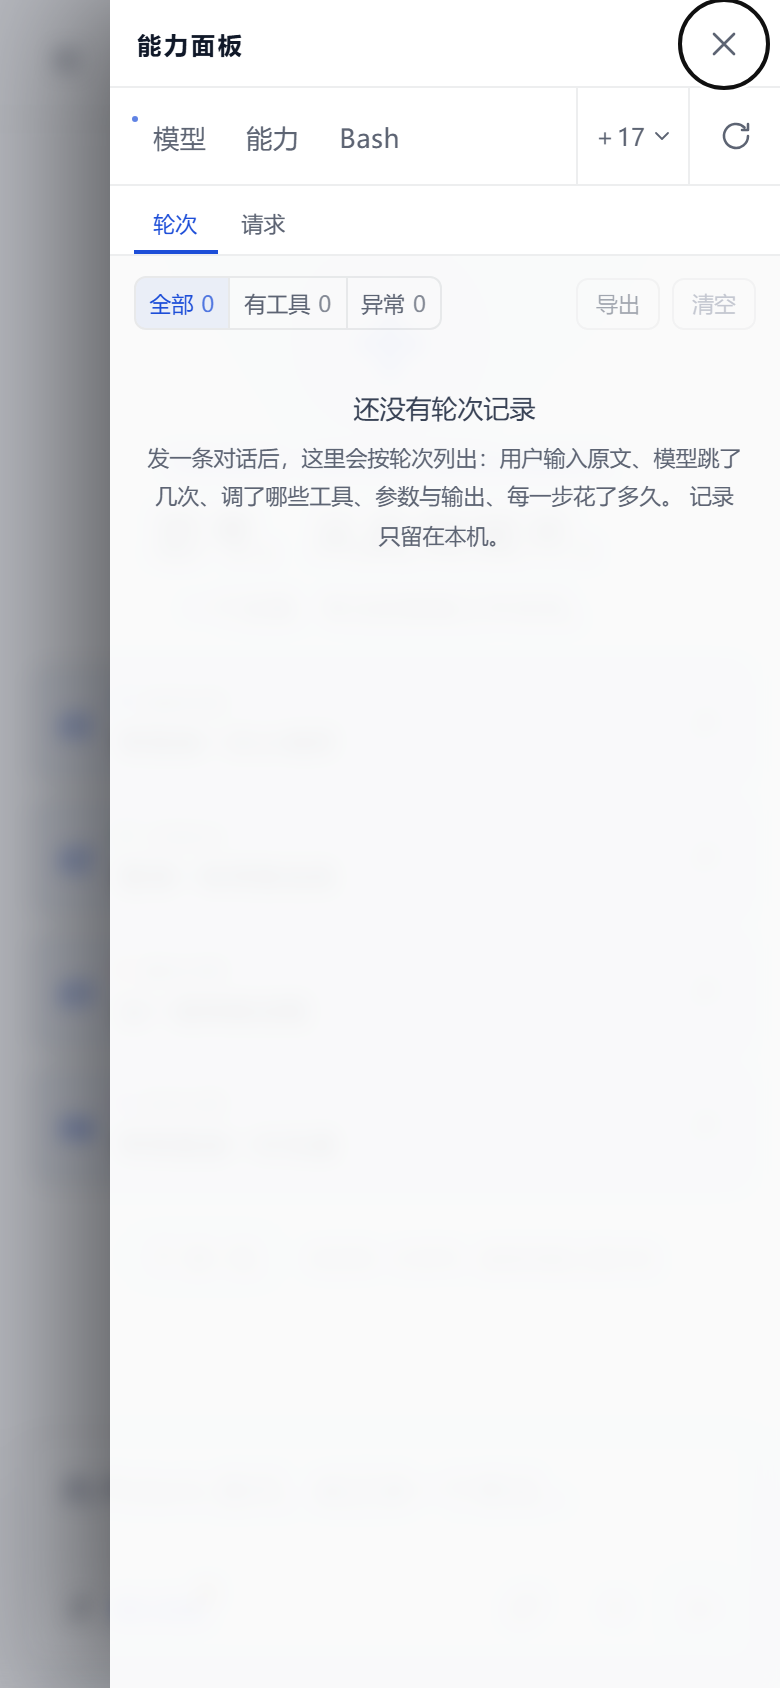 能力面板
模型 能力 Bash +17
轮次 请求
全部 0 有工具 0 异常 0 导出 清空
还没有轮次记录
发一条对话后，这里会按轮次列出：用户输入原文、模型跳了
几次、调了哪些工具、参数与输出、每一步花了多久。 记录
只留在本机。